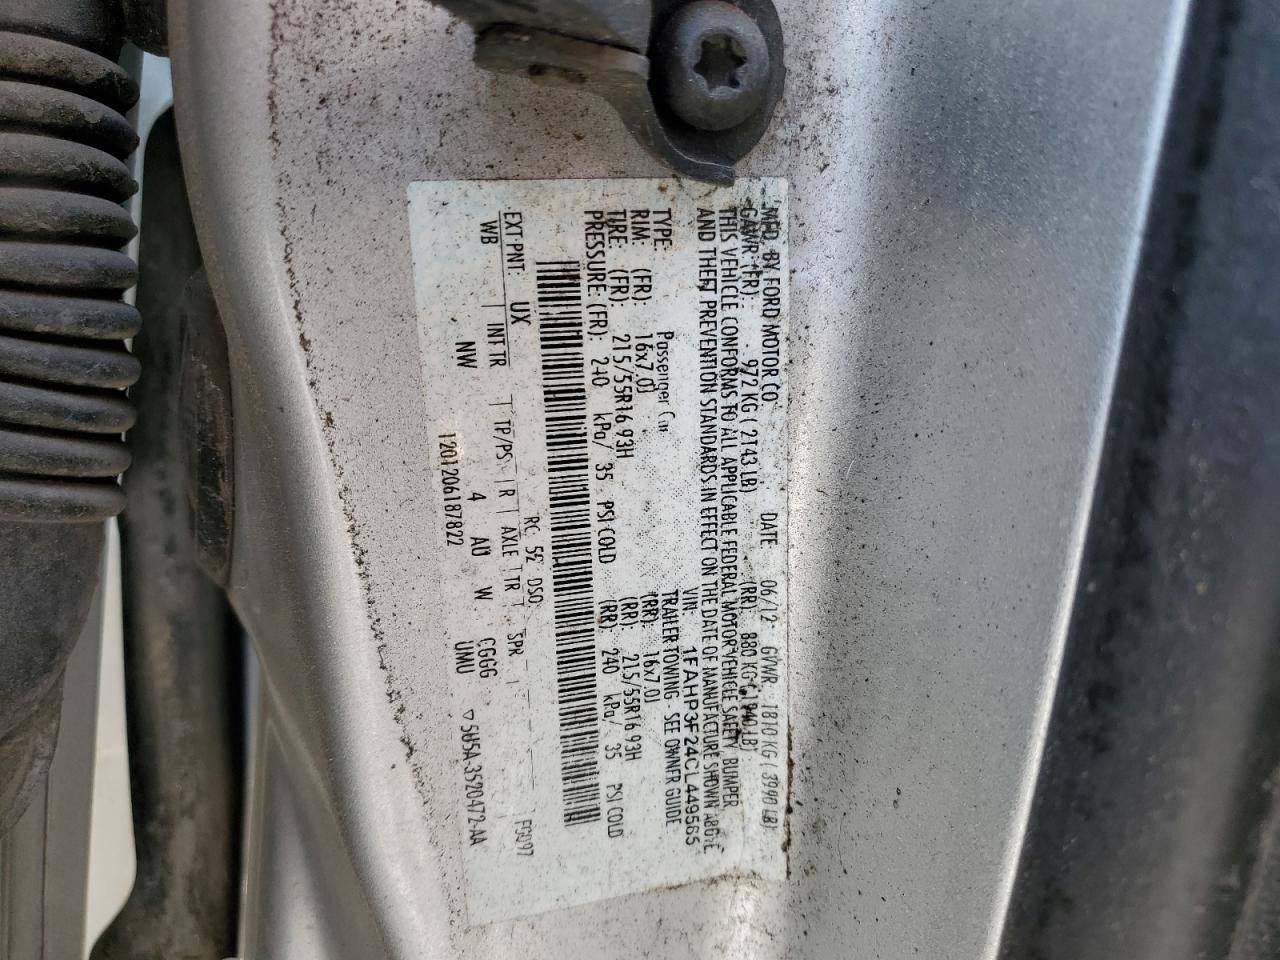 MFD. BY FORD MOTOR CO.
DATE: 06/12 GVWR: 1810 KG ( 3990 LB)
GAWR: (FR): 972 KG ( 2143 LB) (RR): 880 KG ( 1940 LB)
THIS VEHICLE CONFORMS TO ALL APPLICABLE FEDERAL MOTOR VEHICLE SAFETY BUMPER,
AND THEFT PREVENTION STANDARDS IN EFFECT ON THE DATE OF MANUFACTURE SHOWN ABOVE
VIN: 1FAHP3F24CL449565
TYPE: Passenger Car TRAILER TOWING - SEE OWNER GUIDE
RIM: (FR): 16x7.0J (RR): 16x7.0J
TIRE: (FR): 215/55R16 93H (RR): 215/55R16 93H
PRESSURE: (FR): 240 kPa/ 35 PSI COLD (RR): 240 kPa/ 35 PSI COLD
EXT PNT: UX RC: 52 DSO: F0097
WB | INT TR | TP/PS | R | AXLE | TR | SPR |
NW 4 AU W CGGG
UMU
1201206187822 ▽ 5U5A-3520472-AA